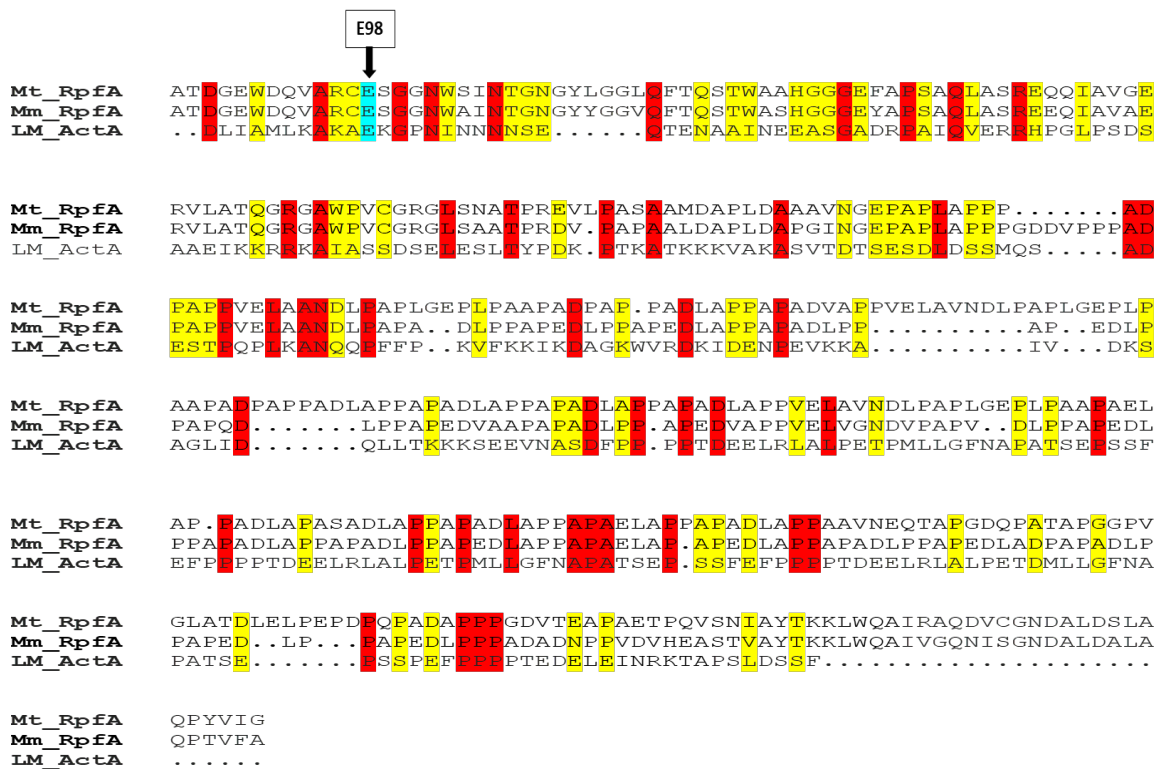 E98
Mt_RpfA ATDGEWDQVARCESGGNWSINTGNGYLGGLQFTQSTWAAHGGGEFAPSAQLASREQQIAVGE
Mm_RpfA ATDGEWDQVARCESGGNWAINTGNGYYGGVQFTQSTWASHGGGEYAPSAQLASREEQIAVAE
LM_ActA ..DLIAMLKAKAEKGPNINNNNSE......QTENAAINEEASGADRPAIQVERRHPGLPSDS
Mt_RpfA RVLATQGRGAWPVCGRGLSNATPREVLPASAAMDAPLDAAAVNGEPAPLAPPP.......AD
Mm_RpfA RVLATQGRGAWPVCGRGLSAATPRDV.PAPAALDAPLDAPGINGEPAPLAPPPGDDVPPPAD
LM_ActA AAEIKKRRKAIASSDSELESLTYPDK.PTKATKKKVAKASVTDTSESDLDSSMQS.....AD
Mt_RpfA PAPPVELAANDLPAPLGEPLPAAPADPAP.PADLAPPAPADVAPPVELAVNDLPAPLGEPLP
Mm_RpfA PAPPVELAANDLPAPA..DLPPAPEDLPPAPEDLAPPAPADLPP..........AP..EDLP
LM_ActA ESTPQPLKANQQPFFP..KVFKKIKDAGKWVRDKIDENPEVKKA..........IV...DKS
Mt_RpfA AAPADPAPPADLAPPAPADLAPPAPADLAPPAPADLAPPVELAVNDLPAPLGEPLPAAPAEL
Mm_RpfA PAPQD.......LPPAPEDVAAPAPADLPP.APEDVAPPVELVGNDVPAPV..DLPPAPEDL
LM_ActA AGLID.......QLLTKKKSEEVNASDFPP.PPTDEELRLALPETPMLLGFNAPATSEPSSF
Mt_RpfA AP.PADLAPASADLAPPAPADLAPPAPAELAPPAPADLAPPAAVNEQTAPGDQPATAPGGPV
Mm_RpfA PPAPADLAPPAPADLPPAPEDLAPPAPAELAP.APEDLAPPAPADLPPAPEDLADPAPADLP
LM_ActA EFPPPPTDEELRLALPETPMLLGFNAPATSEP.SSFEFPPPPTDEELRLALPETDMLLGFNA
Mt_RpfA GLATDLELPEPDPQPADAPPPGDVTEAPAETPQVSNIAYTKKLWQAIRAQDVCGNDALDSLA
Mm_RpfA PAPED..LP...PAPEDLPPPADADNPPVDVHEASTVAYTKKLWQAIVGQNISGNDALDALA
LM_ActA PATSE.......PSSPEFPPPPTEDELEINRKTAPSLDSSF.....................
Mt_RpfA QPYVIG
Mm_RpfA QPTVFA
LM_ActA ......